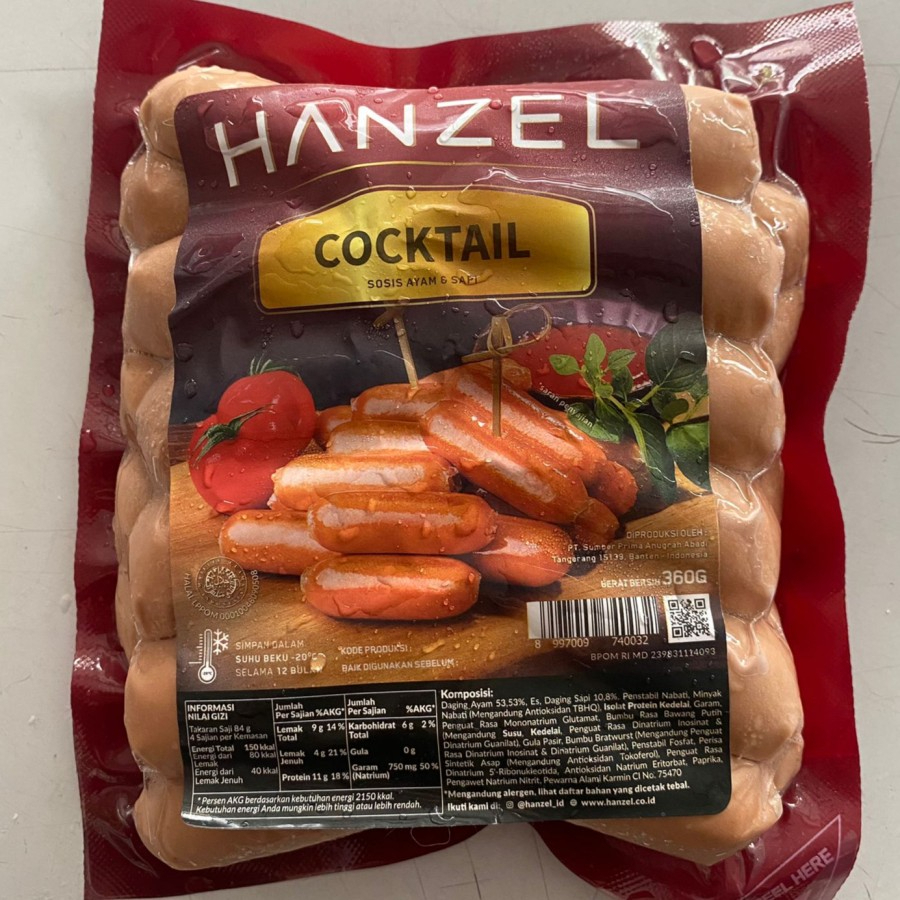 HANZEL
COCKTAIL
SOSIS AYAM & SAPI
*saran penyajian
DIPRODUKSI OLEH :
PT. Sumber Prima Anugrah Abadi
Tangerang 15139, Banten - Indonesia
BERAT BERSIH 360G
8 997009 740032
BPOM RI MD 239831114093
SIMPAN DALAM
SUHU BEKU -20°C
SELAMA 12 BULAN
KODE PRODUKSI :
BAIK DIGUNAKAN SEBELUM :
INFORMASI
NILAI GIZI
Takaran Saji 84 g
4 Sajian per Kemasan
Energi Total 150 kkal
Energi dari Lemak 80 kkal
Energi dari Lemak Jenuh 40 kkal
Jumlah Per Sajian %AKG*
Lemak Total 9 g 14 %
Lemak Jenuh 4 g 21 %
Protein 11 g 18 %
Jumlah Per Sajian %AKG*
Karbohidrat Total 6 g 2%
Gula 0 g
Garam (Natrium) 750 mg 50 %
* Persen AKG berdasarkan kebutuhan energi 2150 kkal.
Kebutuhan energi Anda mungkin lebih tinggi atau lebih rendah.
Komposisi:
Daging Ayam 53,53%, Es, Daging Sapi 10,8%, Penstabil Nabati, Minyak
Nabati (Mengandung Antioksidan TBHQ), Isolat Protein Kedelai, Garam,
Penguat Rasa Mononatrium Glutamat, Bumbu Rasa Bawang Putih
(Mengandung Susu, Kedelai, Penguat Rasa Dinatrium Inosinat &
Dinatrium Guanilat), Gula Pasir, Bumbu Bratwurst (Mengandung Penguat
Rasa Dinatrium Inosinat & Dinatrium Guanilat), Penstabil Fosfat, Perisa
Sintetik Asap (Mengandung Antioksidan Tokoferol), Penguat Rasa
Dinatrium 5'-Ribonukleotida, Antioksidan Natrium Eritorbat, Paprika,
Pengawet Natrium Nitrit, Pewarna Alami Karmin CI No. 75470
*Mengandung alergen, lihat daftar bahan yang dicetak tebal.
Ikuti kami di: @hanzel_id www.hanzel.co.id
HERE